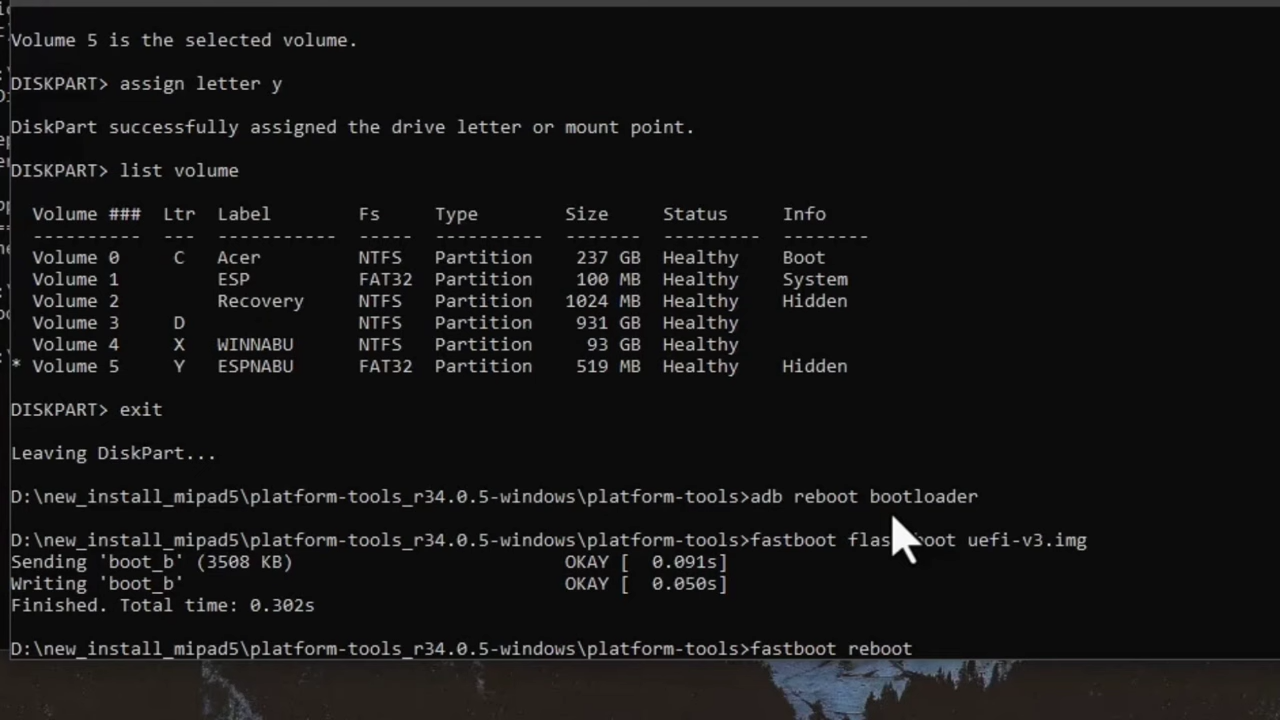 Volume 5 is the selected volume.
DISKPART> assign letter y
DiskPart successfully assigned the drive letter or mount point.
DISKPART> list volume
Volume ### Ltr Label Fs Type Size Status Info
---------- --- ----------- ----- ---------- ------- --------- --------
Volume 0 C Acer NTFS Partition 237 GB Healthy Boot
Volume 1 ESP FAT32 Partition 100 MB Healthy System
Volume 2 Recovery NTFS Partition 1024 MB Healthy Hidden
Volume 3 D NTFS Partition 931 GB Healthy
Volume 4 X WINNABU NTFS Partition 93 GB Healthy
* Volume 5 Y ESPNABU FAT32 Partition 519 MB Healthy Hidden
DISKPART> exit
Leaving DiskPart...
D:\new_install_mipad5\platform-tools_r34.0.5-windows\platform-tools>adb reboot bootloader
D:\new_install_mipad5\platform-tools_r34.0.5-windows\platform-tools>fastboot flash boot uefi-v3.img
Sending 'boot_b' (3508 KB) OKAY [ 0.091s]
Writing 'boot_b' OKAY [ 0.050s]
Finished. Total time: 0.302s
D:\new_install_mipad5\platform-tools_r34.0.5-windows\platform-tools>fastboot reboot